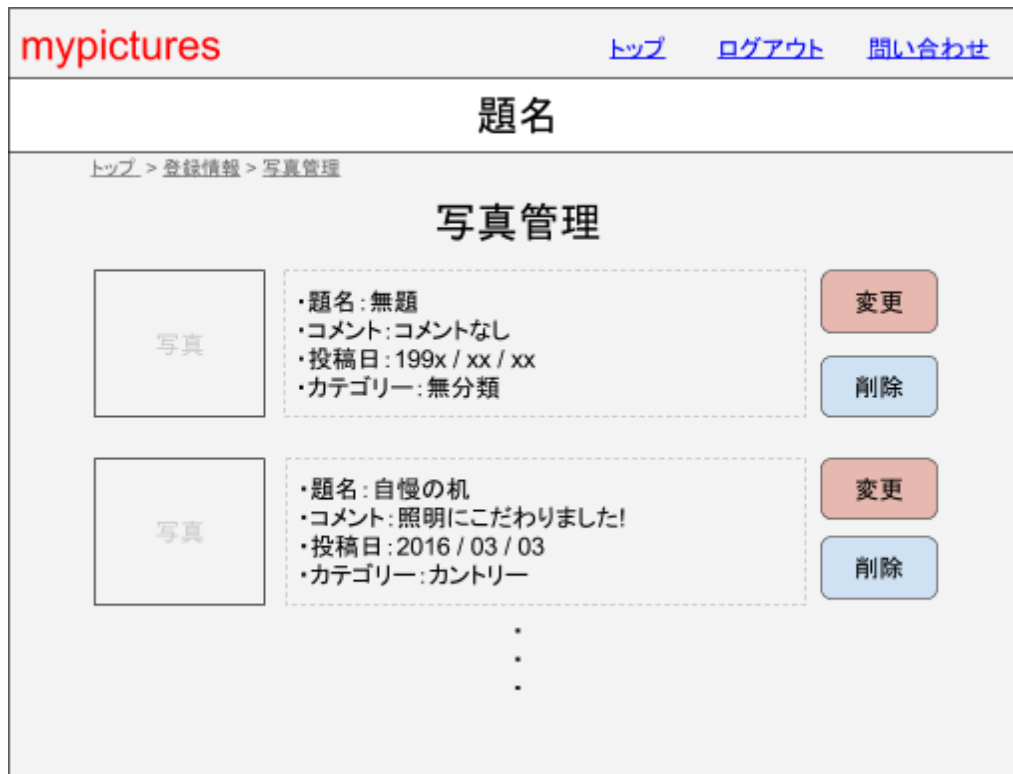 mypictures トップ ログアウト 問い合わせ
題名
トップ > 登録情報 > 写真管理
写真管理
写真
・題名：無題
・コメント：コメントなし
・投稿日：199x / xx / xx
・カテゴリー：無分類
変更
削除
写真
・題名：自慢の机
・コメント：照明にこだわりました!
・投稿日：2016 / 03 / 03
・カテゴリー：カントリー
変更
削除